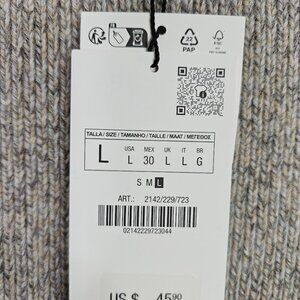 22
PAP
FSC
TALLA / SIZE / TAMANHO / TAILLE / MAAT / ΜΕΓΕΘΟΣ
L
USA MEX UK IT BR
L 30 L L G
S M L
ART.: 2142/229/723
02142229723044
US $ 45.90